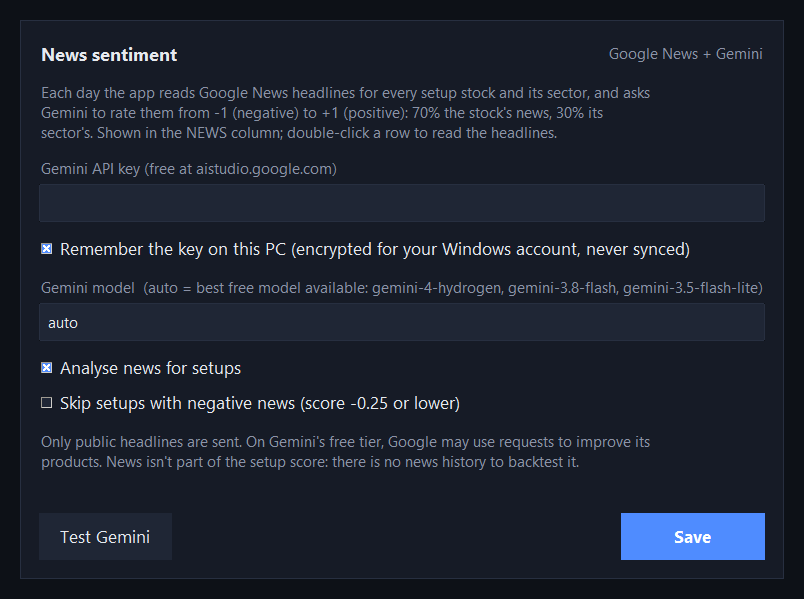 News sentiment
Google News + Gemini
Each day the app reads Google News headlines for every setup stock and its sector, and asks
Gemini to rate them from -1 (negative) to +1 (positive): 70% the stock's news, 30% its
sector's. Shown in the NEWS column; double-click a row to read the headlines.
Gemini API key (free at aistudio.google.com)
Remember the key on this PC (encrypted for your Windows account, never synced)
Gemini model  (auto = best free model available: gemini-4-hydrogen, gemini-3.8-flash, gemini-3.5-flash-lite)
auto
Analyse news for setups
Skip setups with negative news (score -0.25 or lower)
Only public headlines are sent. On Gemini's free tier, Google may use requests to improve its
products. News isn't part of the setup score: there is no news history to backtest it.
Test Gemini
Save